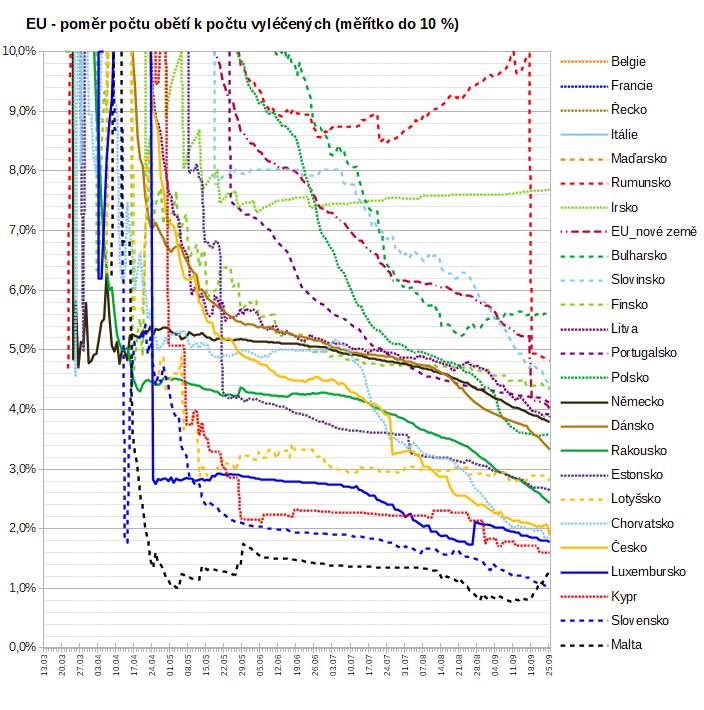 EU - poměr počtu obětí k počtu vyléčených (měřítko do 10 %)
10,0%
9,0%
8,0%
7,0%
6,0%
5,0%
4,0%
3,0%
2,0%
1,0%
0,0%
13.03
20.03
27.03
03.04
10.04
17.04
24.04
01.05
08.05
15.05
22.05
29.05
05.06
12.06
19.06
26.06
03.07
10.07
17.07
24.07
31.07
07.08
14.08
21.08
28.08
04.09
11.09
18.09
25.09
Belgie
Francie
Řecko
Itálie
Maďarsko
Rumunsko
Irsko
EU_nové země
Bulharsko
Slovinsko
Finsko
Litva
Portugalsko
Polsko
Německo
Dánsko
Rakousko
Estonsko
Lotyšsko
Chorvatsko
Česko
Luxembursko
Kypr
Slovensko
Malta